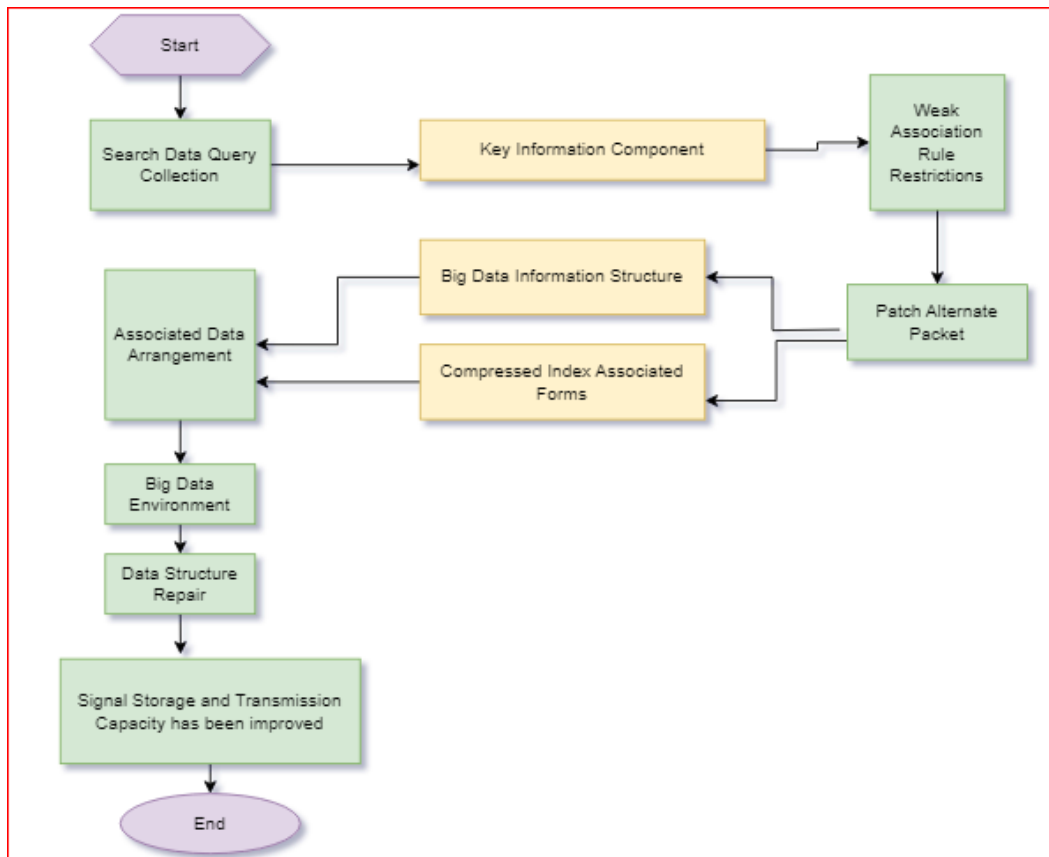 Start
Search Data Query
Collection
Key Information Component
Weak
Association
Rule
Restrictions
Patch Alternate
Packet
Big Data Information Structure
Compressed Index Associated
Forms
Associated Data
Arrangement
Big Data
Environment
Data Structure
Repair
Signal Storage and Transmission
Capacity has been improved
End